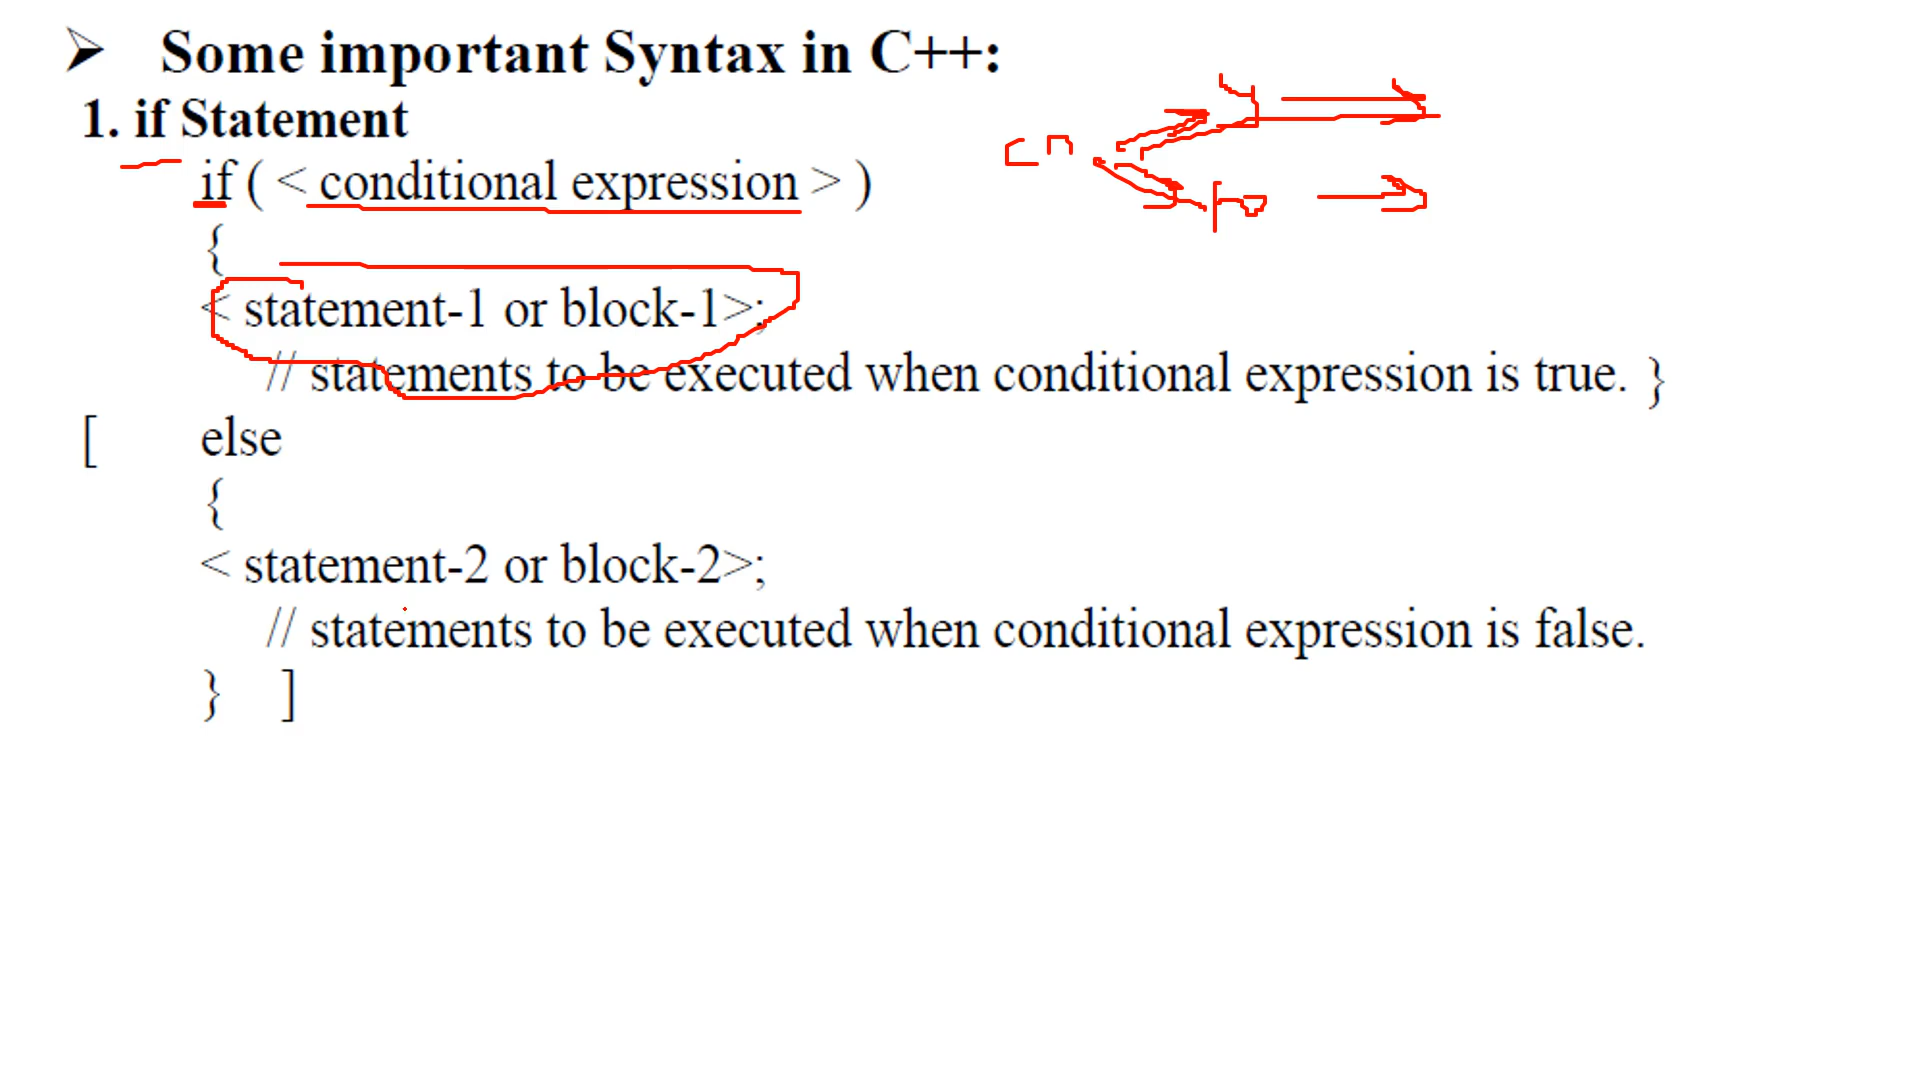 ➤ Some important Syntax in C++:
1. if Statement
if ( < conditional expression > )
{
< statement-1 or block-1>;
// statements to be executed when conditional expression is true. }
[ else
{
< statement-2 or block-2>;
// statements to be executed when conditional expression is false.
} ]